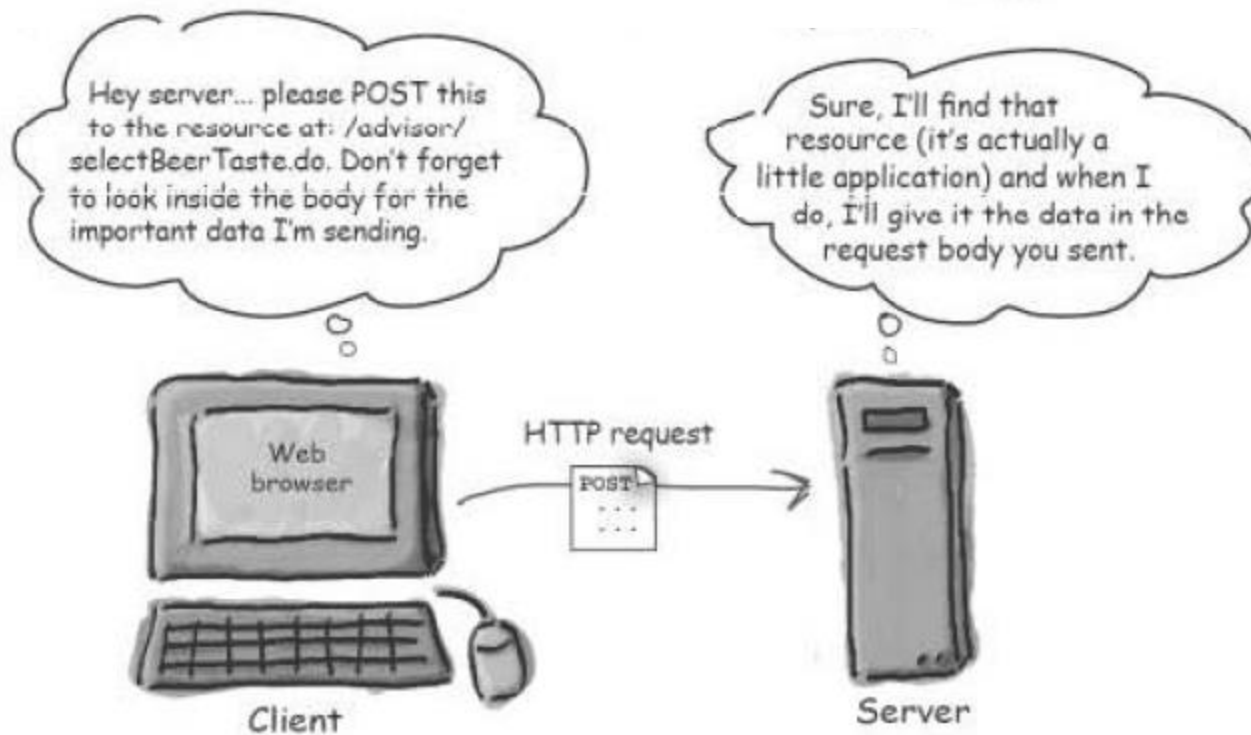 Hey server... please POST this
to the resource at: /advisor/
selectBeerTaste.do. Don't forget
to look inside the body for the
important data I'm sending.
Sure, I'll find that
resource (it's actually a
little application) and when I
do, I'll give it the data in the
request body you sent.
Web
browser
HTTP request
POST
Client
Server